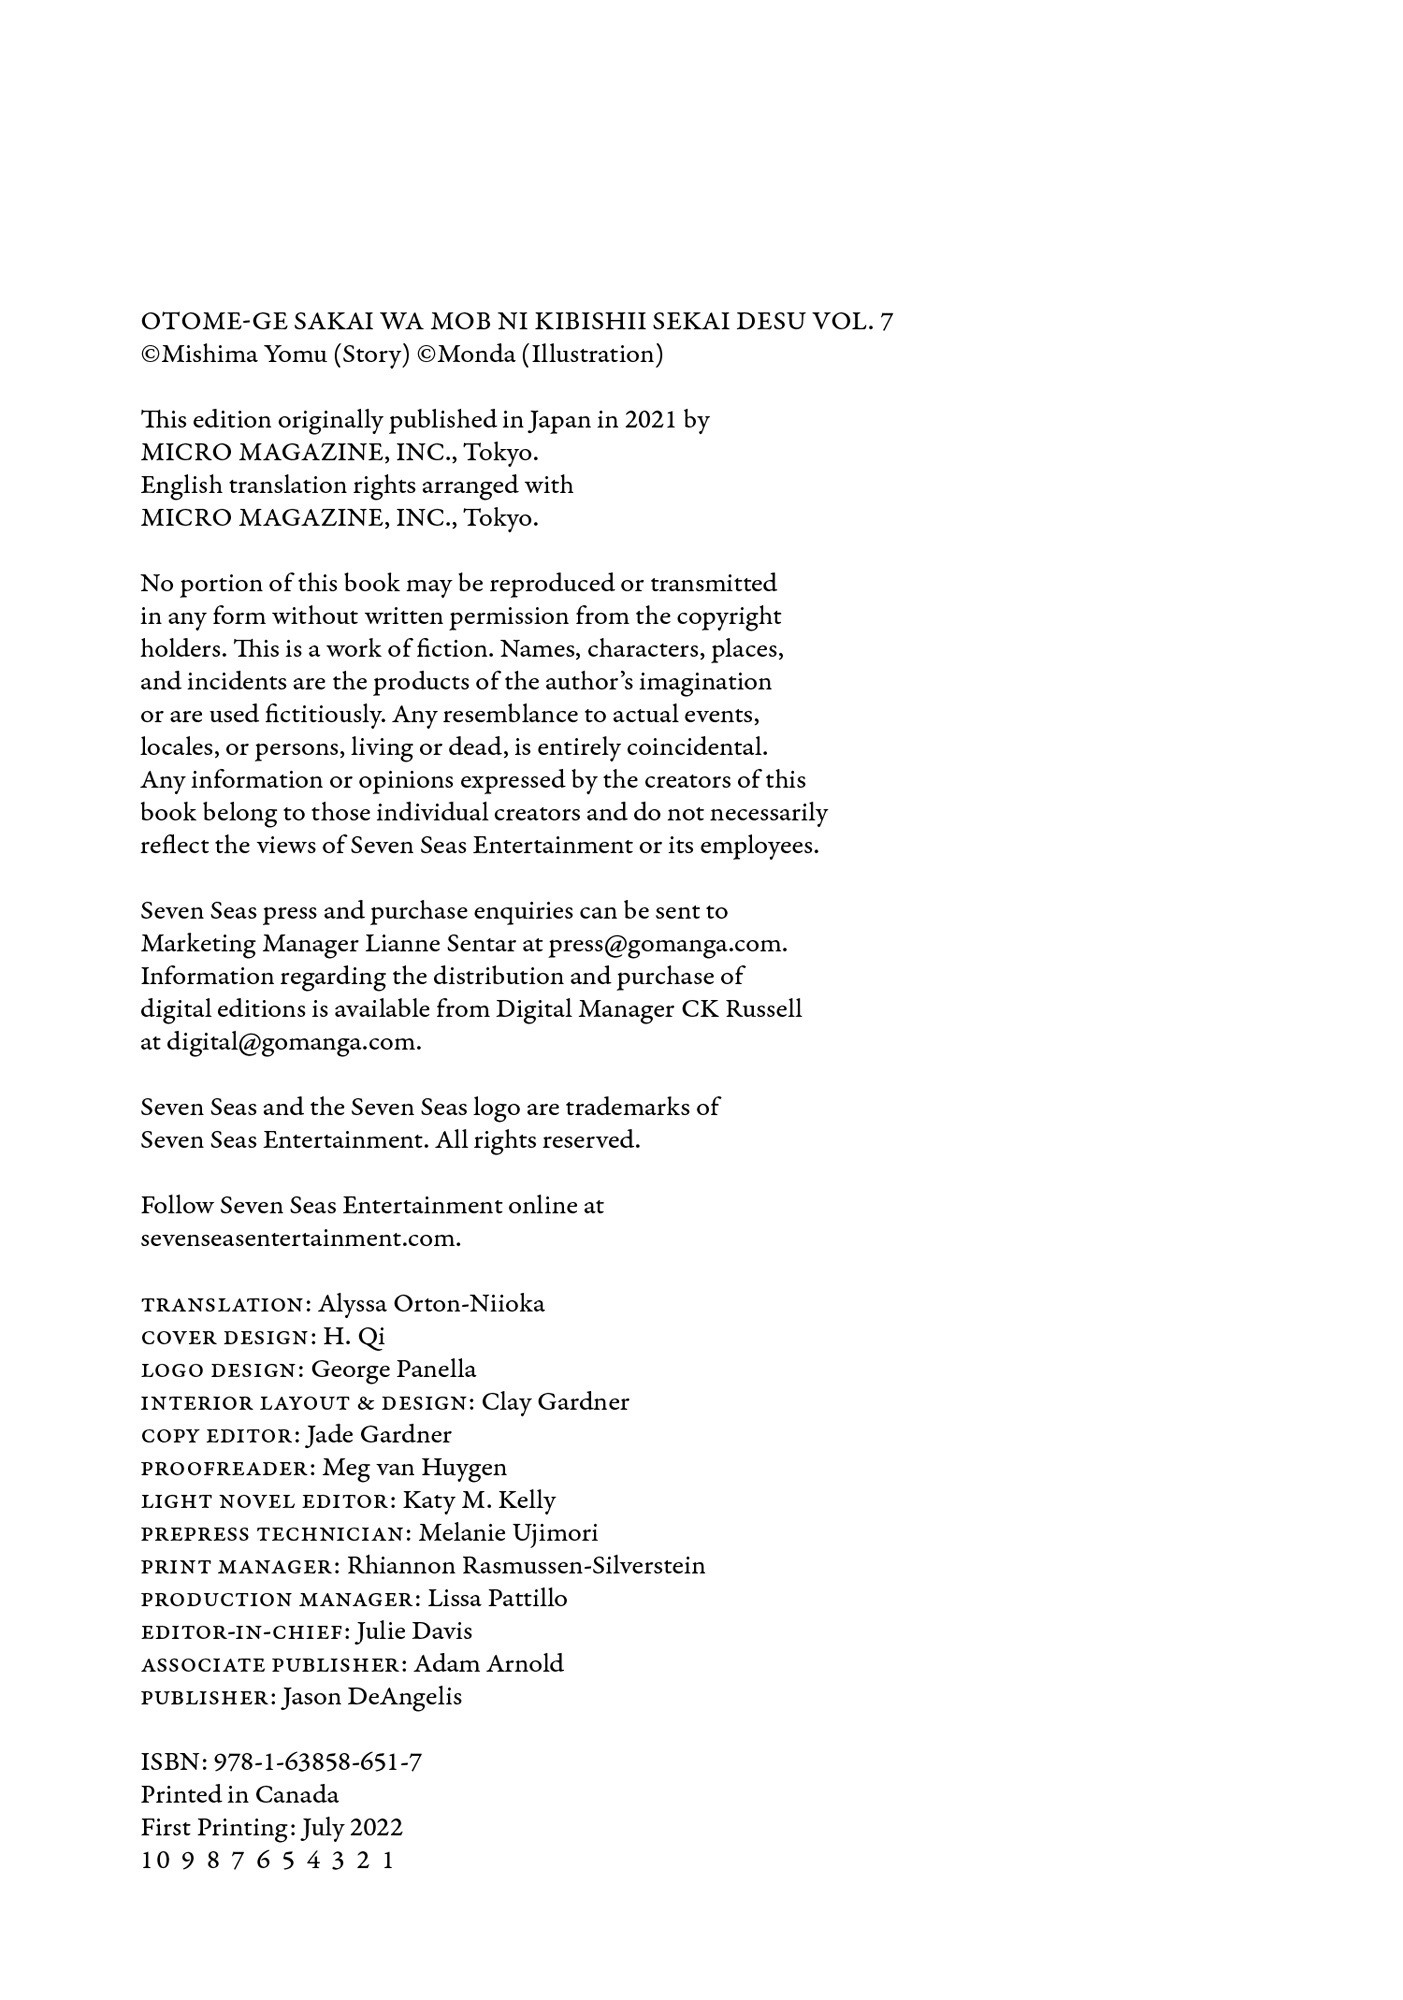 OTOME-GE SAKAI WA MOB NI KIBISHII SEKAI DESU VOL. 7
©Mishima Yomu (Story) ©Monda (Illustration)
This edition originally published in Japan in 2021 by
MICRO MAGAZINE, INC., Tokyo.
English translation rights arranged with
MICRO MAGAZINE, INC., Tokyo.
No portion of this book may be reproduced or transmitted
in any form without written permission from the copyright
holders. This is a work of fiction. Names, characters, places,
and incidents are the products of the author’s imagination
or are used fictitiously. Any resemblance to actual events,
locales, or persons, living or dead, is entirely coincidental.
Any information or opinions expressed by the creators of this
book belong to those individual creators and do not necessarily
reflect the views of Seven Seas Entertainment or its employees.
Seven Seas press and purchase enquiries can be sent to
Marketing Manager Lianne Sentar at press@gomanga.com.
Information regarding the distribution and purchase of
digital editions is available from Digital Manager CK Russell
at digital@gomanga.com.
Seven Seas and the Seven Seas logo are trademarks of
Seven Seas Entertainment. All rights reserved.
Follow Seven Seas Entertainment online at
sevenseasentertainment.com.
TRANSLATION: Alyssa Orton-Niioka
COVER DESIGN: H. Qi
LOGO DESIGN: George Panella
INTERIOR LAYOUT & DESIGN: Clay Gardner
COPY EDITOR: Jade Gardner
PROOFREADER: Meg van Huygen
LIGHT NOVEL EDITOR: Katy M. Kelly
PREPRESS TECHNICIAN: Melanie Ujimori
PRINT MANAGER: Rhiannon Rasmussen-Silverstein
PRODUCTION MANAGER: Lissa Pattillo
EDITOR-IN-CHIEF: Julie Davis
ASSOCIATE PUBLISHER: Adam Arnold
PUBLISHER: Jason DeAngelis
ISBN: 978-1-63858-651-7
Printed in Canada
First Printing: July 2022
10 9 8 7 6 5 4 3 2 1